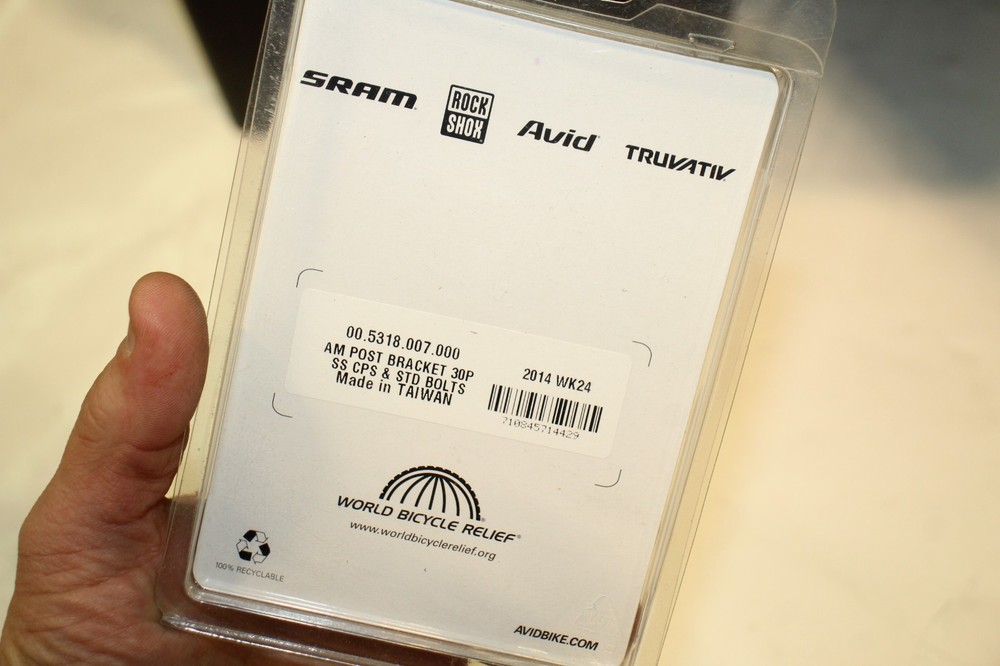 SRAM
ROCK
SHOX
Avid
TRUVATIV
00.5318.007.000
AM POST BRACKET 30P
SS CPS & STD BOLTS
Made in TAIWAN
2014 WK24
710845714429
WORLD BICYCLE RELIEF®
www.worldbicyclerelief.org
100% RECYCLABLE
AVIDBIKE.COM